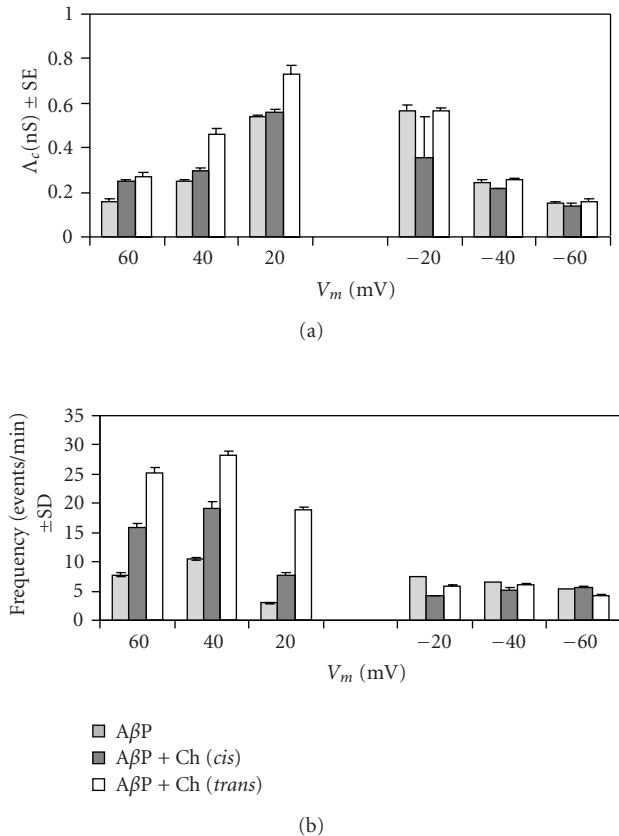 1
0.8
0.6
0.4
0.2
0
Λc(nS) ± SE
60 40 20 −20 −40 −60
Vm (mV)
(a)
35
30
25
20
15
10
5
0
Frequency (events/min)
±SD
60 40 20 −20 −40 −60
Vm (mV)
AβP
AβP + Ch (cis)
AβP + Ch (trans)
(b)